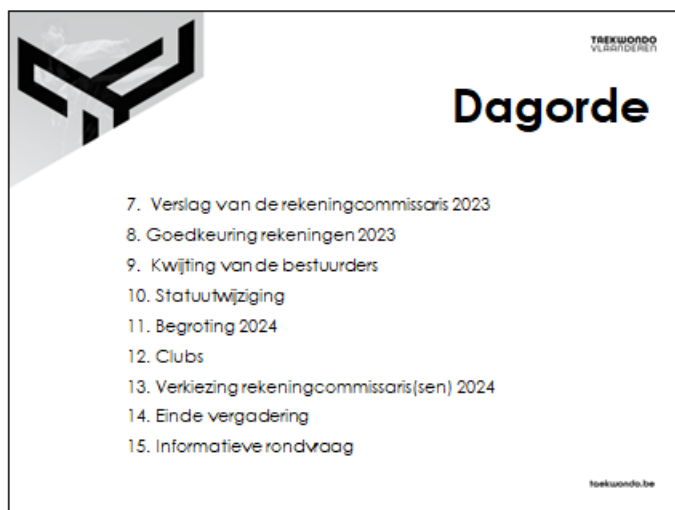 TAEKWONDO
VLAANDEREN
Dagorde
7. Verslag van de rekeningcommissaris 2023
8. Goedkeuring rekeningen 2023
9. Kwijting van de bestuurders
10. Statuutwijziging
11. Begroting 2024
12. Clubs
13. Verkiezing rekeningcommissaris(sen) 2024
14. Einde vergadering
15. Informatieve rondvraag
taekwondo.be